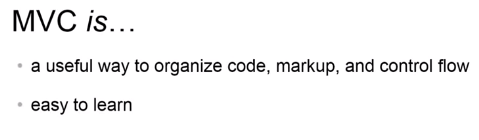 MVC is…
• a useful way to organize code, markup, and control flow
• easy to learn